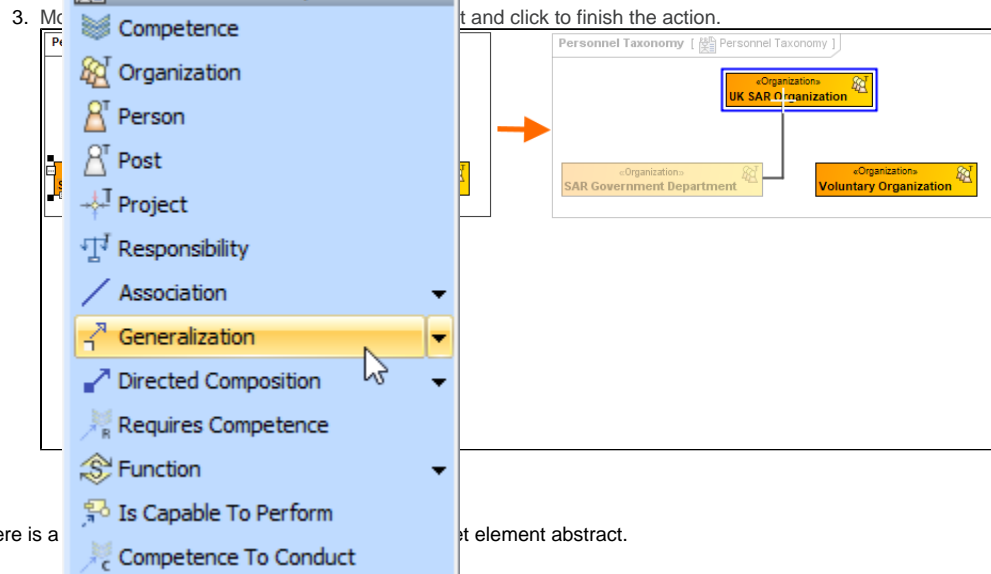 3. Mo t and click to finish the action.
Pe
Competence
Organization
Person
Post
Project
Responsibility
Association
Generalization
Directed Composition
Requires Competence
Function
Is Capable To Perform
Competence To Conduct
Personnel Taxonomy [ Personnel Taxonomy ]
«Organization»
UK SAR Organization
«Organization»
SAR Government Department
«Organization»
Voluntary Organization
ere is a et element abstract.